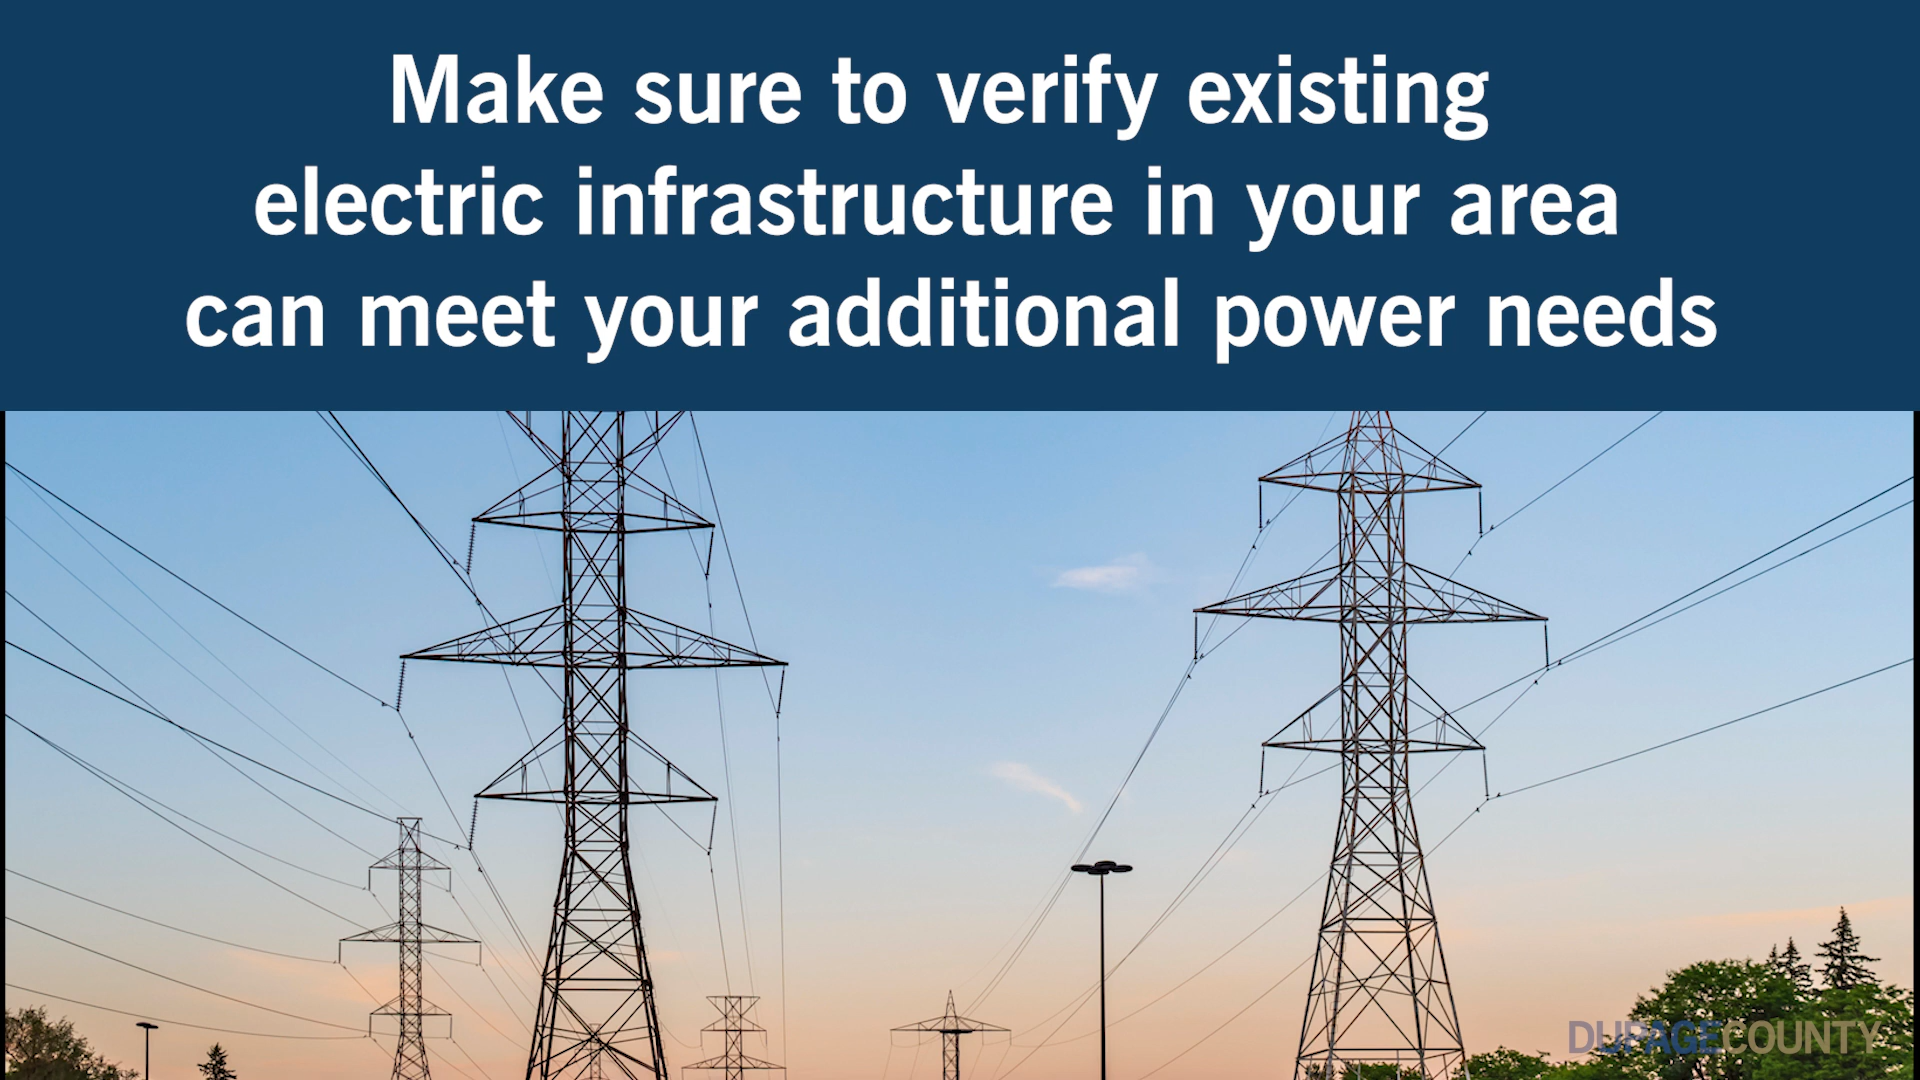 Make sure to verify existing
electric infrastructure in your area
can meet your additional power needs
DUPAGECOUNTY